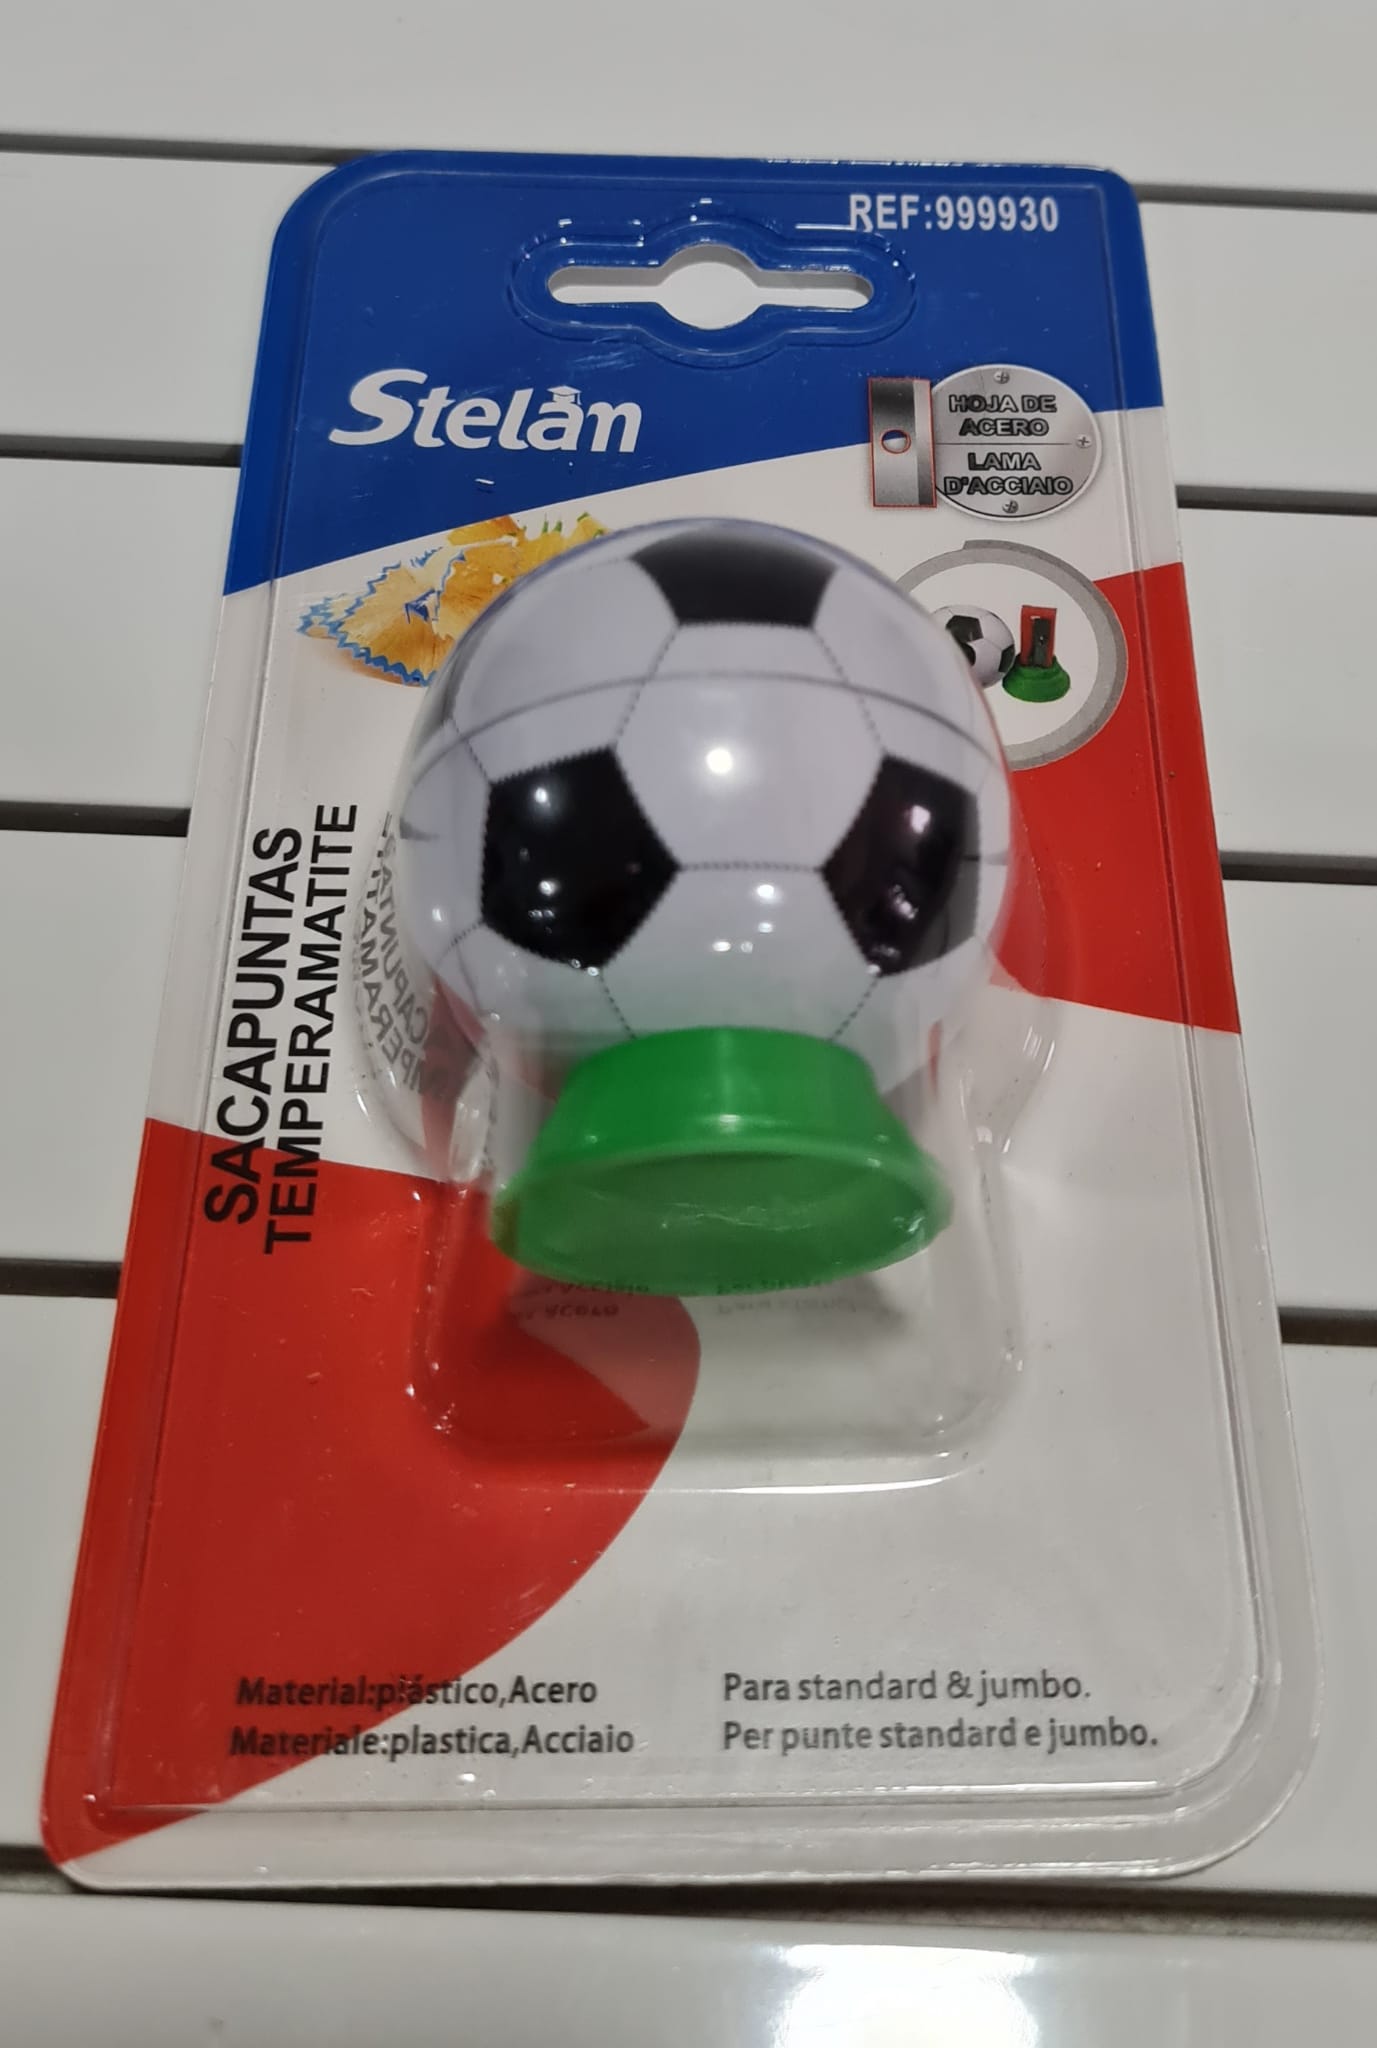 REF:999930
Stelan
HOJA DE
ACERO
LAMA
D'ACCIAIO
SACAPUNTAS
TEMPERAMATITE
Material:plástico,Acero
Materiale:plastica,Acciaio
Para standard & jumbo.
Per punte standard e jumbo.